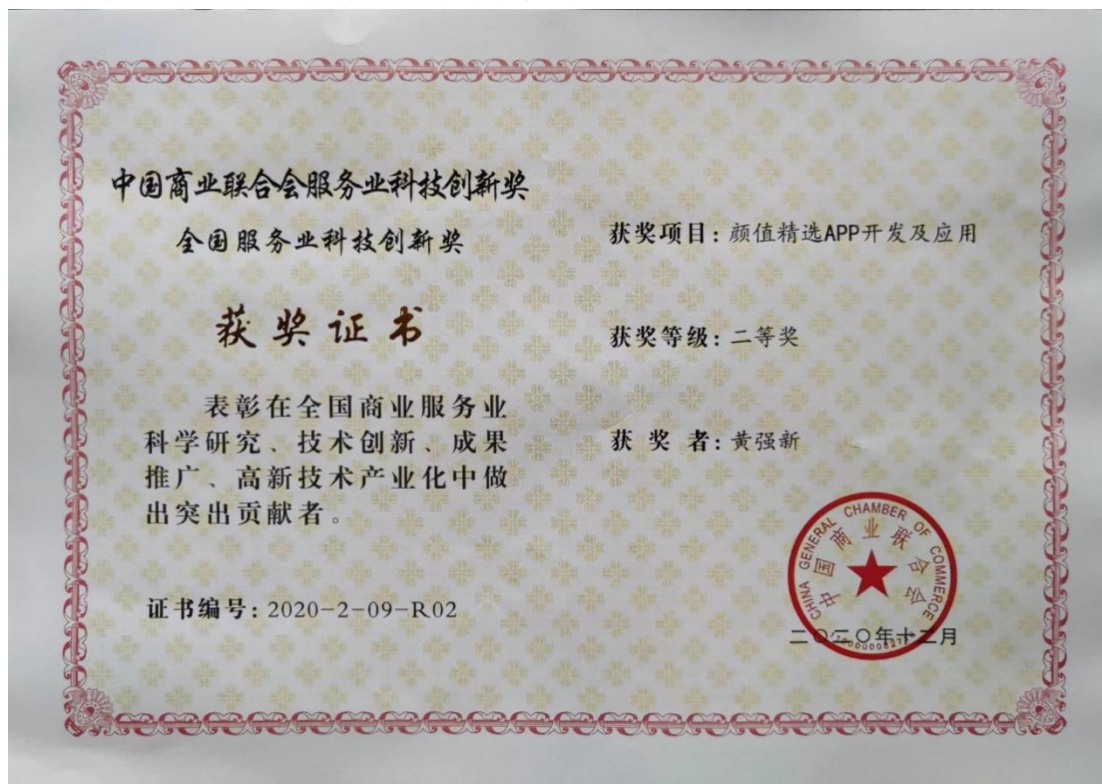 中国商业联合会服务业科技创新奖
全国服务业科技创新奖
获奖证书
表彰在全国商业服务业
科学研究、技术创新、成果
推广、高新技术产业化中做
出突出贡献者。
证书编号:2020-2-09-R02
获奖项目:颜值精选APP开发及应用
获奖等级:二等奖
获 奖 者:黄强新
CHINA GENERAL CHAMBER OF COMMERCE
中国商业联合会
二〇二〇年十二月